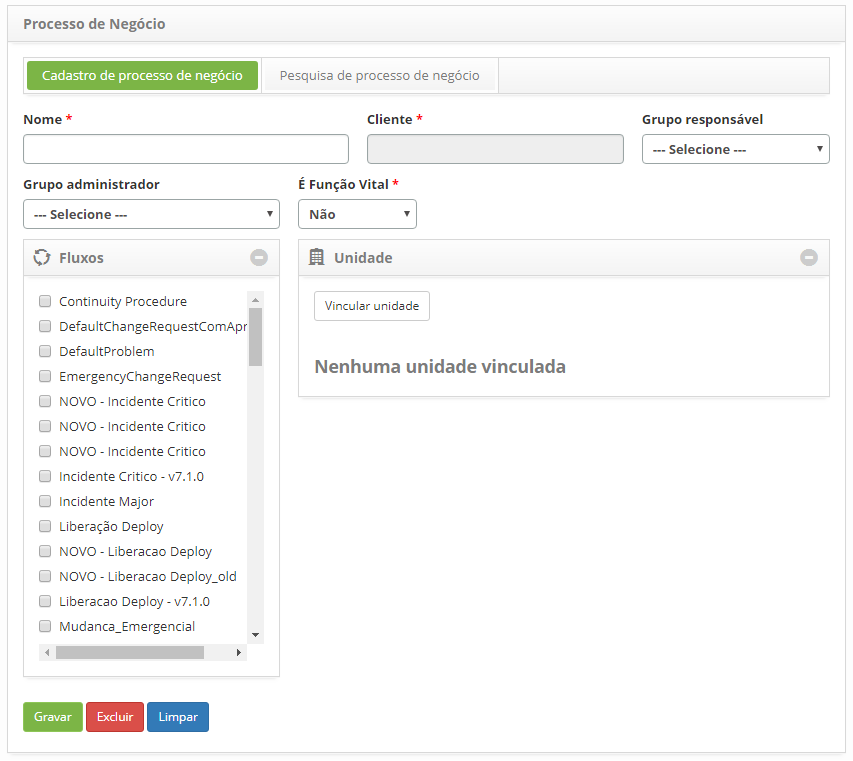 Processo de Negócio
Cadastro de processo de negócio
Pesquisa de processo de negócio
Nome *
Cliente *
Grupo responsável
--- Selecione ---
Grupo administrador
É Função Vital *
--- Selecione ---
Não
Fluxos
Unidade
Continuity Procedure
DefaultChangeRequestComApr
DefaultProblem
EmergencyChangeRequest
NOVO - Incidente Critico
NOVO - Incidente Critico
NOVO - Incidente Critico
Incidente Critico - v7.1.0
Incidente Major
Liberação Deploy
NOVO - Liberacao Deploy
NOVO - Liberacao Deploy_old
Liberacao Deploy - v7.1.0
Mudanca_Emergencial
Vincular unidade
Nenhuma unidade vinculada
Gravar
Excluir
Limpar